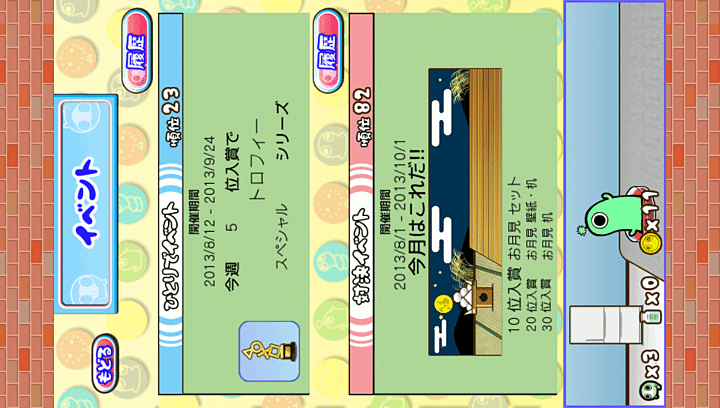 もどる
イベント
履歴
ひとりでイベント
順位 23
開催期間
2013/8/12 - 2013/9/24
今週 5 位入賞で
トロフィー
スペシャル シリーズ
履歴
対決イベント
順位 82
開催期間
2013/8/1 - 2013/10/1
今月はこれだ!!
10 位入賞 お月見 セット
20 位入賞 お月見 壁紙・机
30 位入賞 お月見 机
×3
×0
×11